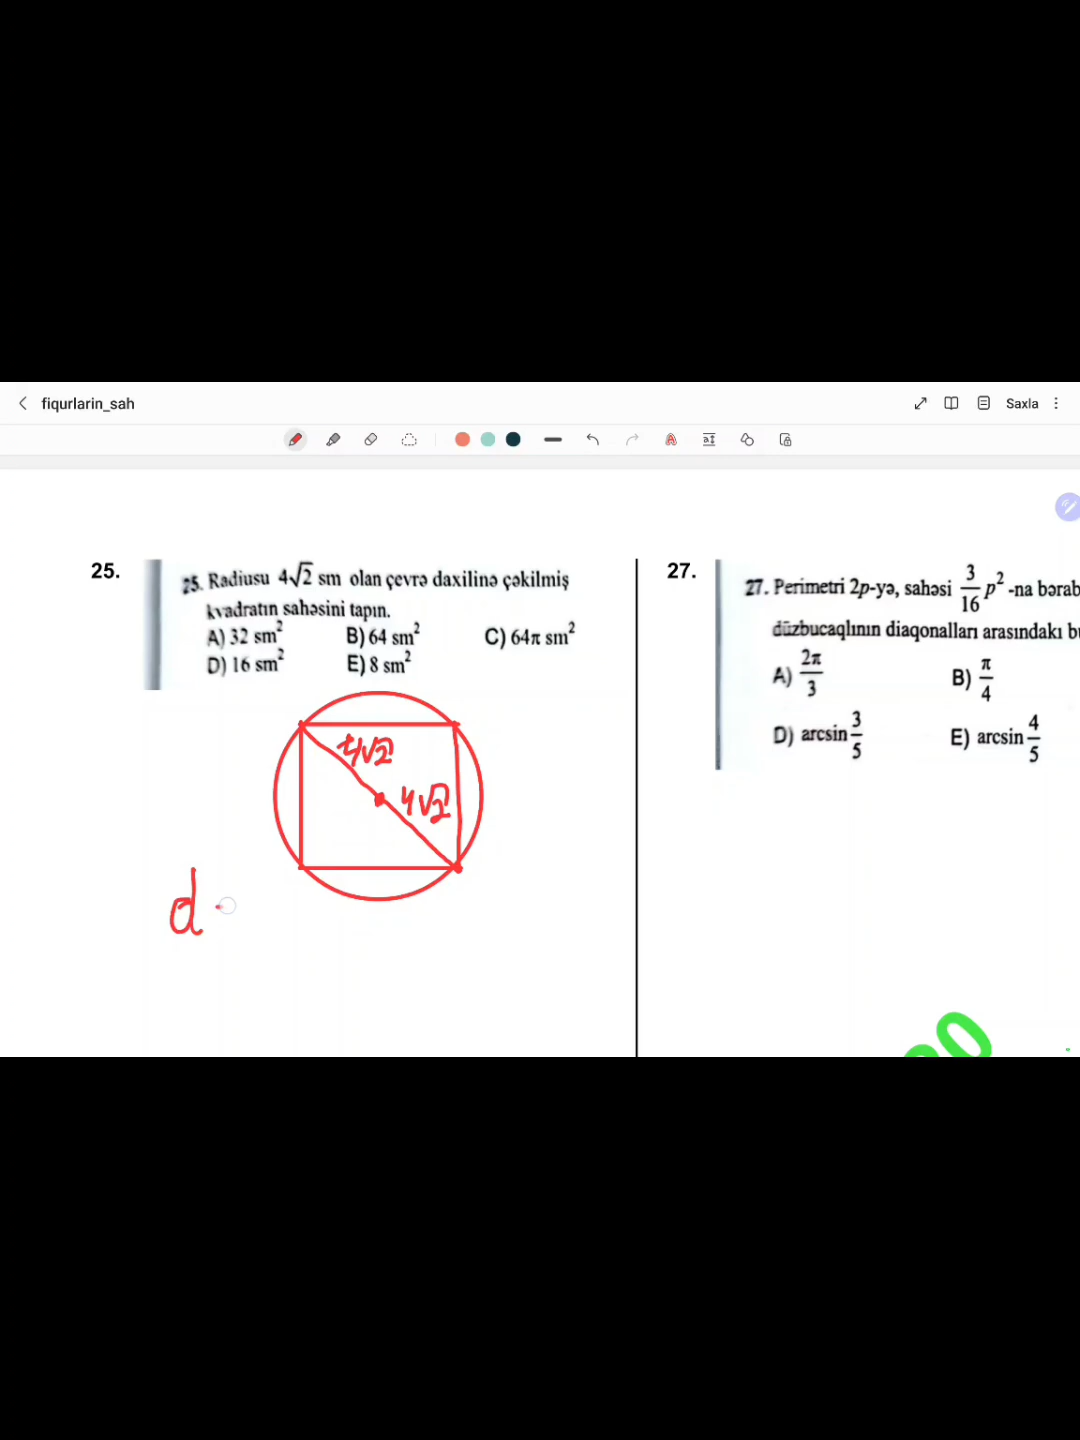 fiqurlarin_sah
Saxla
25.
25. Radiusu 4√2 sm olan çevrə daxilinə çəkilmiş
kvadratın sahəsini tapın.
A) 32 sm² B) 64 sm² C) 64π sm²
D) 16 sm² E) 8 sm²
4√2
4√2
d
27.
27. Perimetri 2p-yə, sahəsi 3/16 p² -na bərab
düzbucaqlının diaqonalları arasındakı bu
A) 2π/3 B) π/4
D) arcsin 3/5 E) arcsin 4/5